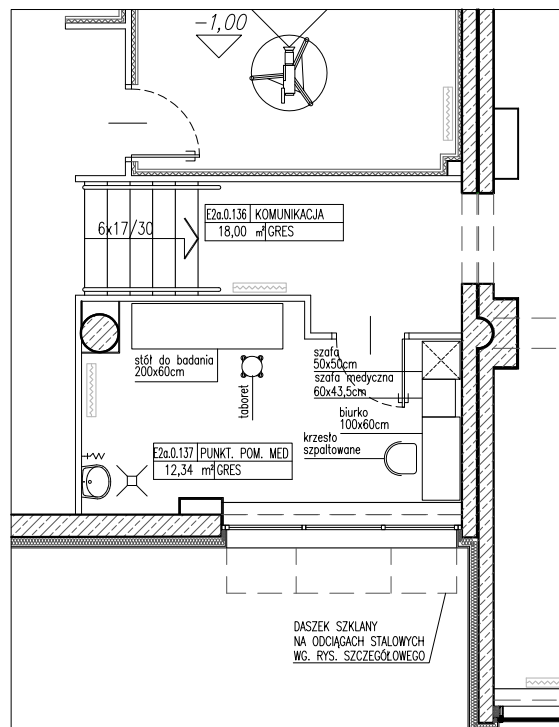 -1,00
E2a.0.136 KOMUNIKACJA
18,00 m² GRES
6x17/30
stół do badania
200x60cm
taboret
szafa
50x50cm
szafa medyczna
60x43,5cm
biurko
100x60cm
krzesło
szpaltowane
E2a.0.137 PUNKT. POM. MED
12,34 m² GRES
DASZEK SZKLANY
NA ODCIĄGACH STALOWYCH
WG. RYS. SZCZEGÓŁOWEGO